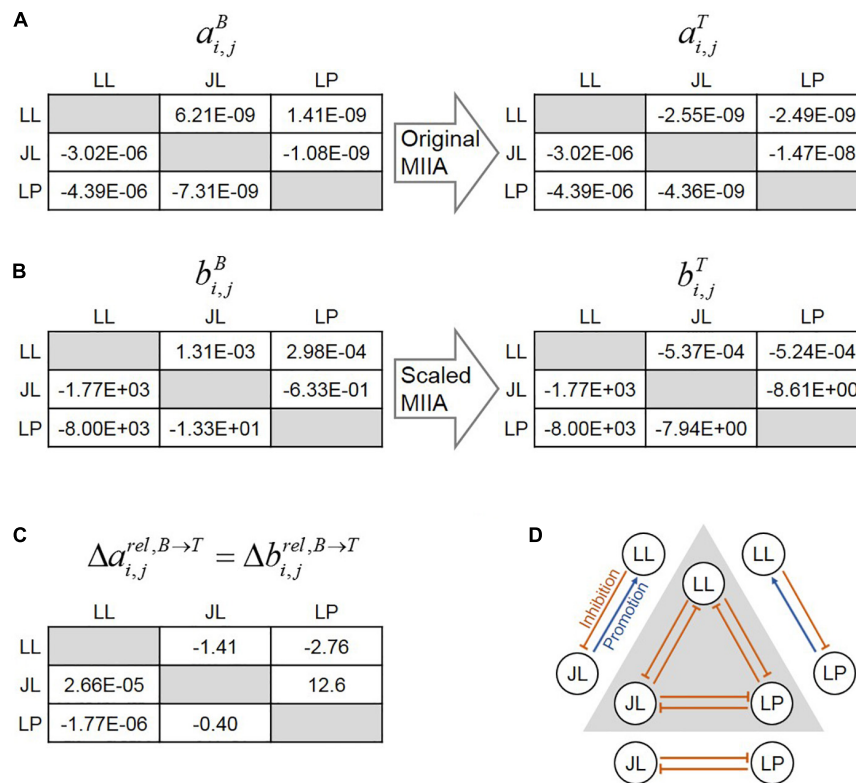 A
a^B_{i,j} a^T_{i,j}
LL JL LP LL JL LP
LL 6.21E-09 1.41E-09 LL -2.55E-09 -2.49E-09
JL -3.02E-06 -1.08E-09 JL -3.02E-06 -1.47E-08
LP -4.39E-06 -7.31E-09 LP -4.39E-06 -4.36E-09
Original
MIIA
B
b^B_{i,j} b^T_{i,j}
LL JL LP LL JL LP
LL 1.31E-03 2.98E-04 LL -5.37E-04 -5.24E-04
JL -1.77E+03 -6.33E-01 JL -1.77E+03 -8.61E+00
LP -8.00E+03 -1.33E+01 LP -8.00E+03 -7.94E+00
Scaled
MIIA
C
Δa^{rel,B→T}_{i,j} = Δb^{rel,B→T}_{i,j}
LL JL LP
LL -1.41 -2.76
JL 2.66E-05 12.6
LP -1.77E-06 -0.40
D
LL LL
LL
Inhibition
Promotion
JL LP
JL LP
JL LP